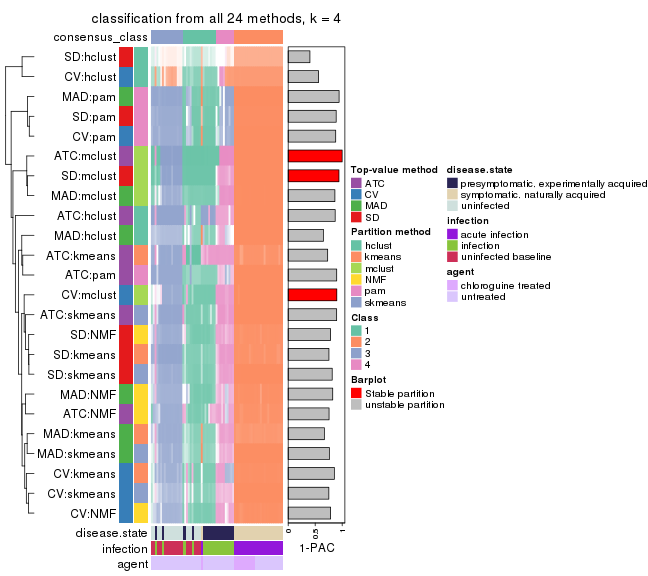 classification from all 24 methods, k = 4
consensus_class
SD:hclust
CV:hclust
MAD:pam
SD:pam
CV:pam
ATC:mclust
SD:mclust
MAD:mclust
ATC:hclust
MAD:hclust
ATC:kmeans
ATC:pam
CV:mclust
ATC:skmeans
SD:NMF
SD:kmeans
SD:skmeans
MAD:NMF
ATC:NMF
MAD:kmeans
MAD:skmeans
CV:kmeans
CV:skmeans
CV:NMF
disease.state
infection
agent
0
0.5
1
1-PAC
Top-value method
ATC
CV
MAD
SD
Partition method
hclust
kmeans
mclust
NMF
pam
skmeans
Class
1
2
3
4
Barplot
Stable partition
unstable partition
disease.state
presymptomatic. experimentally acquired
symptomatic. naturally acquired
uninfected
infection
acute infection
infection
uninfected baseline
agent
chloroguine treated
untreated